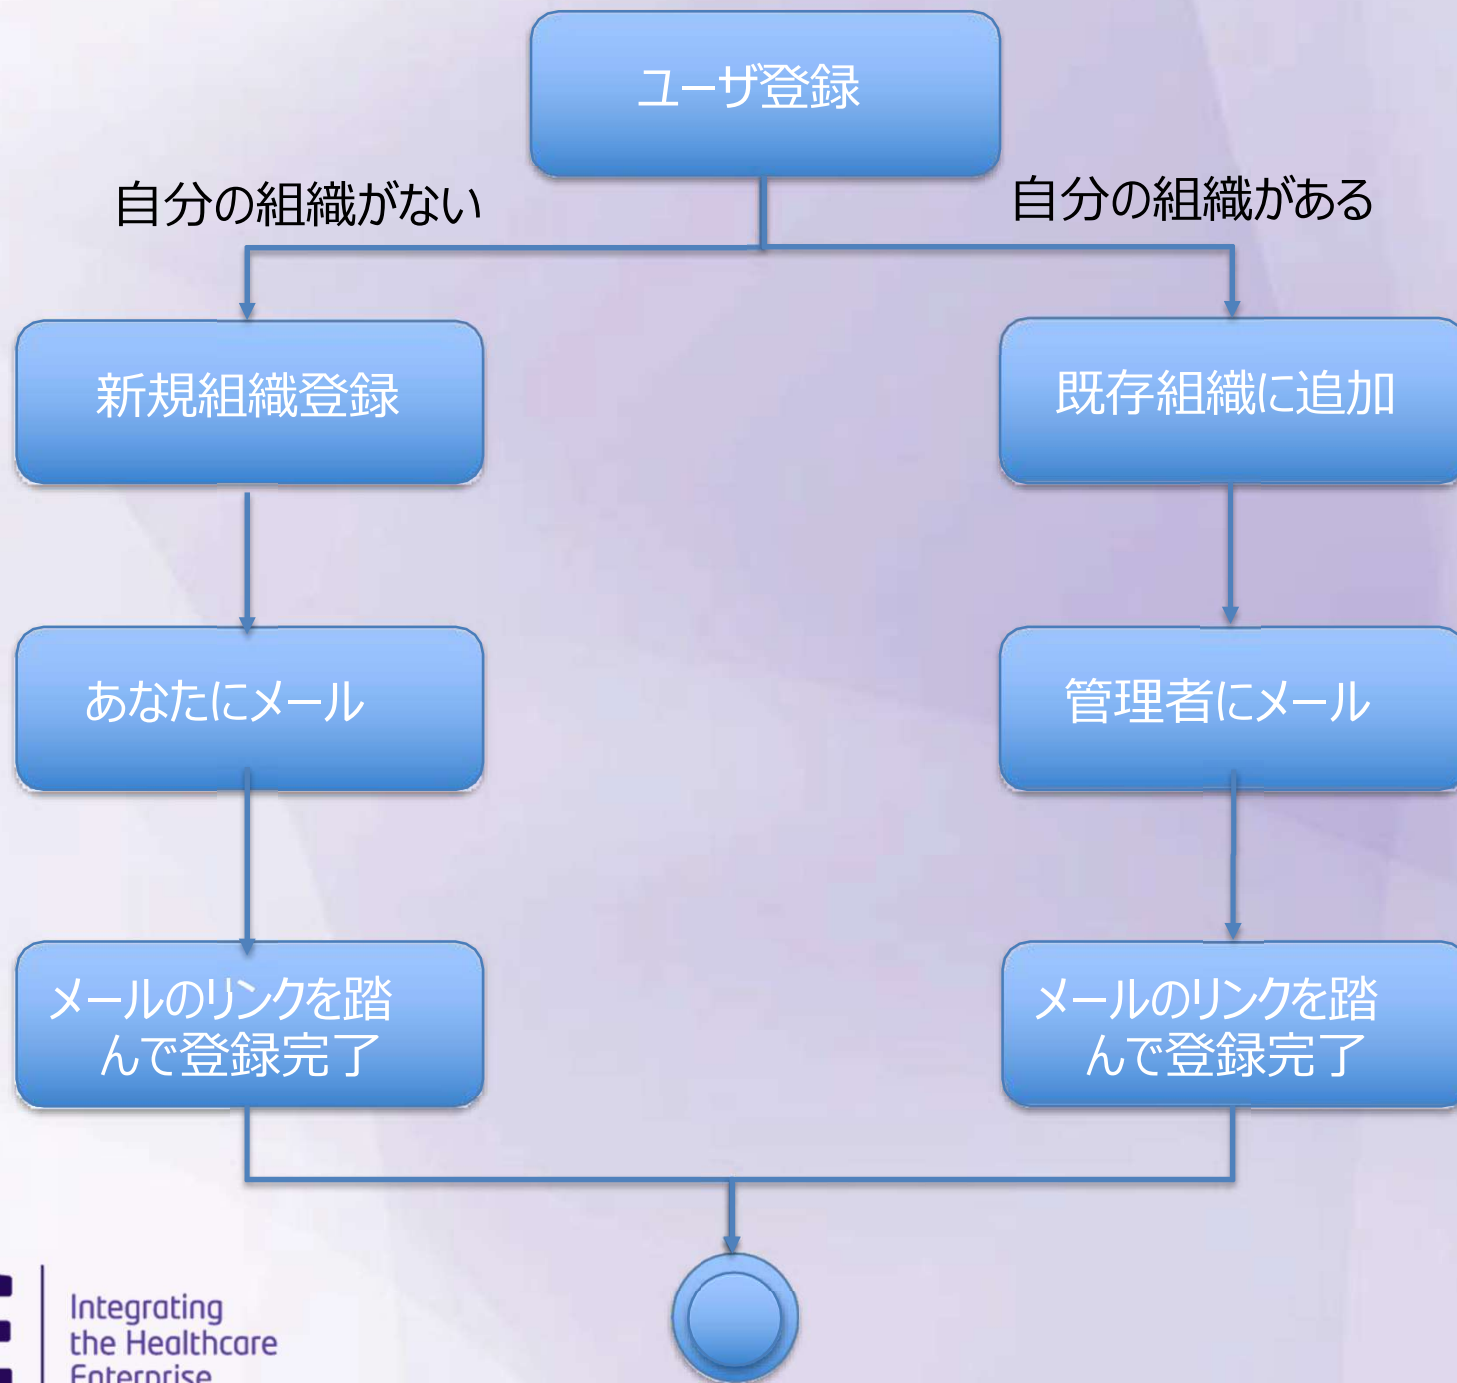 ユーザ登録
自分の組織がない
自分の組織がある
新規組織登録
既存組織に追加
あなたにメール
管理者にメール
メールのリンクを踏
んで登録完了
メールのリンクを踏
んで登録完了
Integrating
the Healthcare
Enterprise